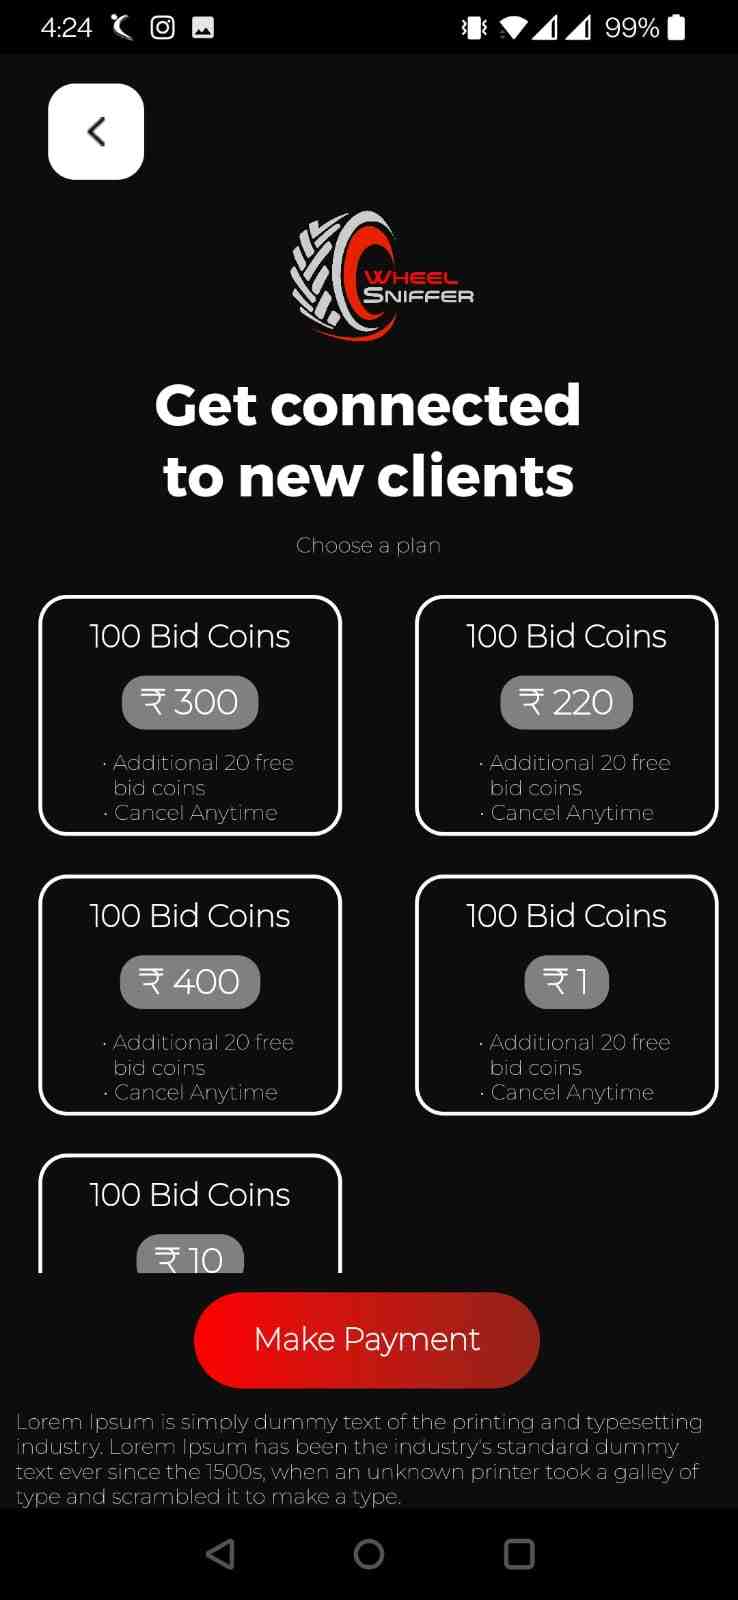 4:24
99%
WHEEL
SNIFFER
Get connected
to new clients
Choose a plan
100 Bid Coins
₹ 300
· Additional 20 free
bid coins
· Cancel Anytime
100 Bid Coins
₹ 220
· Additional 20 free
bid coins
· Cancel Anytime
100 Bid Coins
₹ 400
· Additional 20 free
bid coins
· Cancel Anytime
100 Bid Coins
₹ 1
· Additional 20 free
bid coins
· Cancel Anytime
100 Bid Coins
₹ 10
Make Payment
Lorem Ipsum is simply dummy text of the printing and typesetting
industry. Lorem Ipsum has been the industry's standard dummy
text ever since the 1500s, when an unknown printer took a galley of
type and scrambled it to make a type.